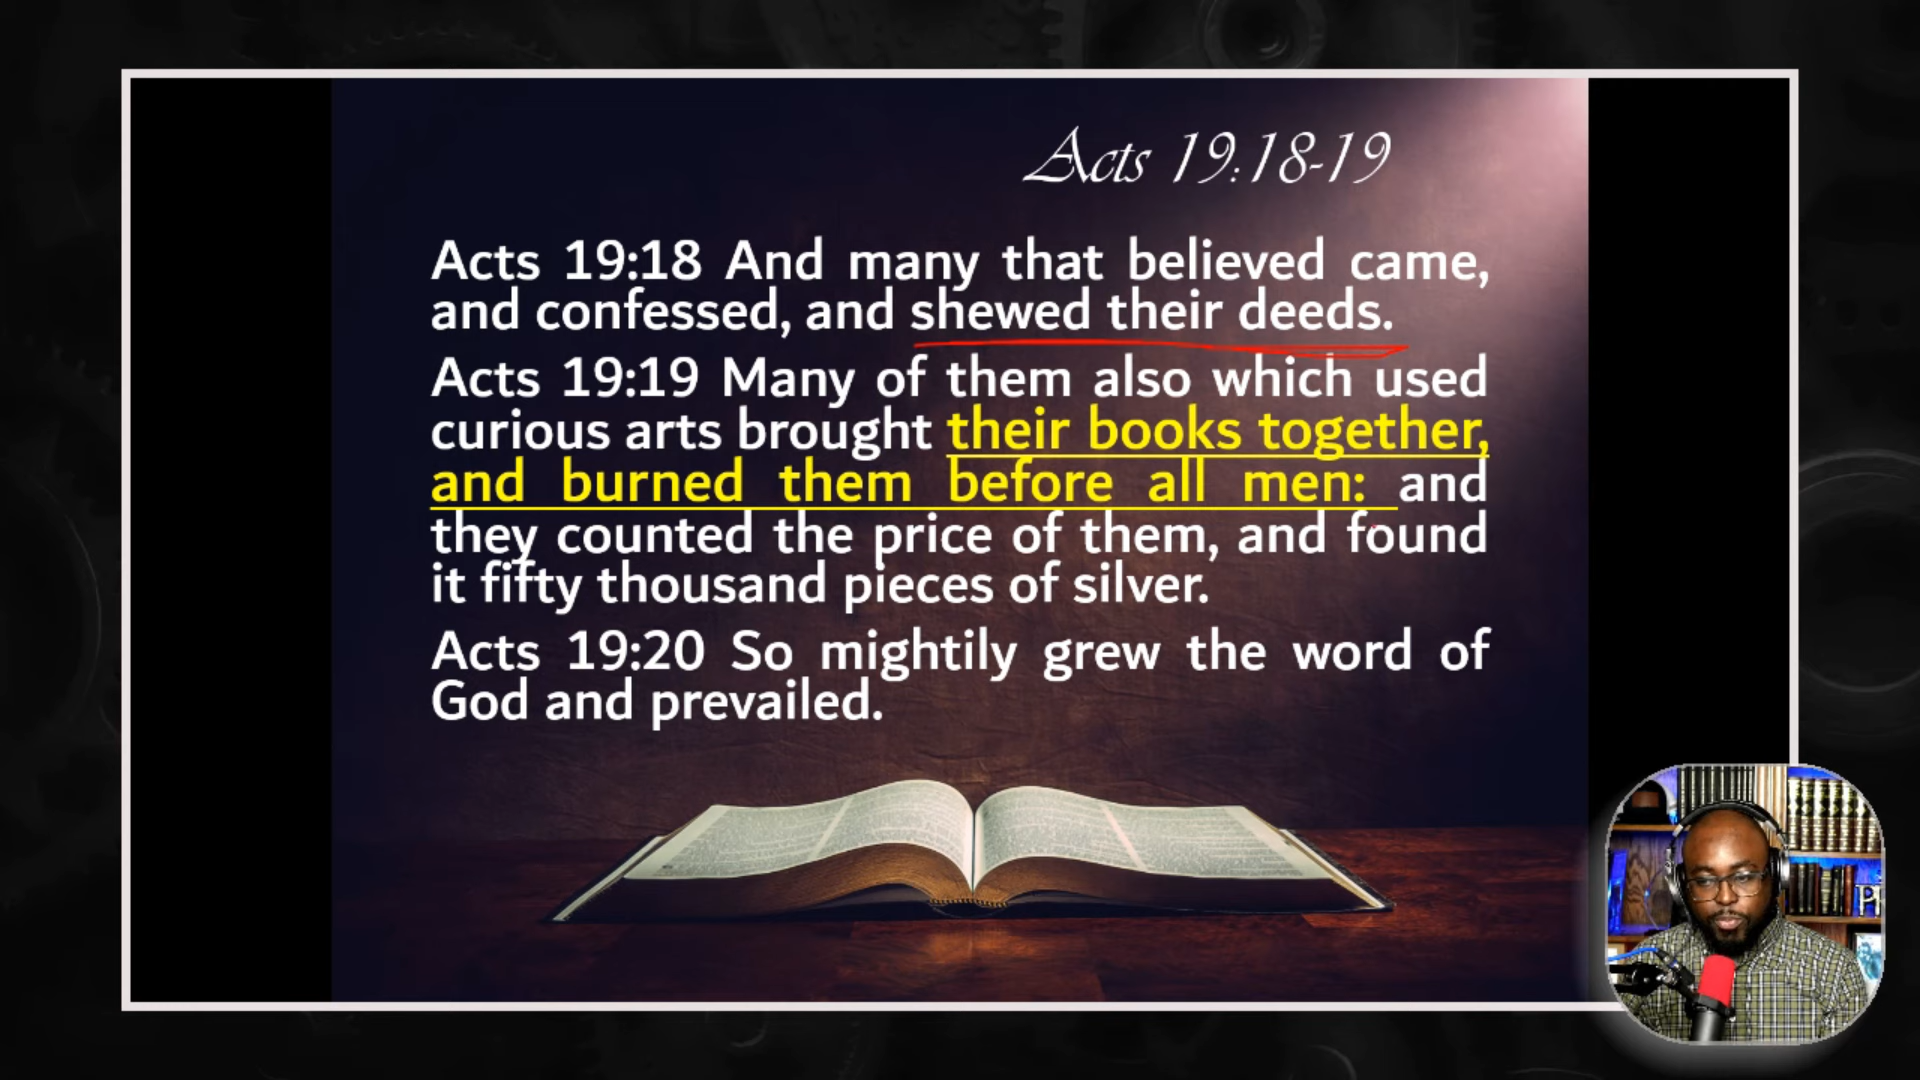 Acts 19:18-19
Acts 19:18 And many that believed came,
and confessed, and shewed their deeds.
Acts 19:19 Many of them also which used
curious arts brought their books together,
and burned them before all men: and
they counted the price of them, and found
it fifty thousand pieces of silver.
Acts 19:20 So mightily grew the word of
God and prevailed.